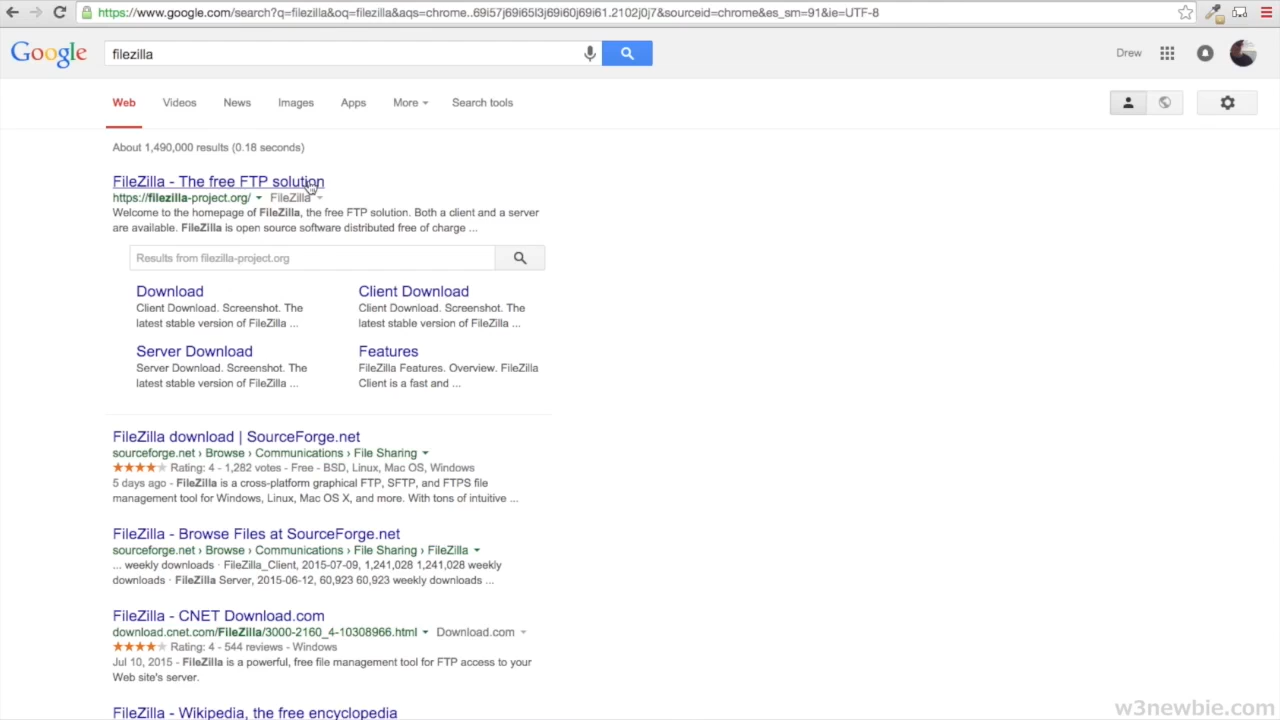 https://www.google.com/search?q=filezilla&oq=filezilla&aqs=chrome..69i57j69i65l3j69i60j69i61.2102j0j7&sourceid=chrome&es_sm=91&ie=UTF-8
Google
filezilla
Drew
Web Videos News Images Apps More Search tools
About 1,490,000 results (0.18 seconds)
FileZilla - The free FTP solution
https://filezilla-project.org/ FileZilla
Welcome to the homepage of FileZilla, the free FTP solution. Both a client and a server
are available. FileZilla is open source software distributed free of charge ...
Results from filezilla-project.org
Download
Client Download. Screenshot. The
latest stable version of FileZilla ...
Client Download
Client Download. Screenshot. The
latest stable version of FileZilla ...
Server Download
Server Download. Screenshot. The
latest stable version of FileZilla ...
Features
FileZilla Features. Overview. FileZilla
Client is a fast and ...
FileZilla download | SourceForge.net
sourceforge.net › Browse › Communications › File Sharing
Rating: 4 - 1,282 votes - Free - BSD, Linux, Mac OS, Windows
5 days ago - FileZilla is a cross-platform graphical FTP, SFTP, and FTPS file
management tool for Windows, Linux, Mac OS X, and more. With tons of intuitive ...
FileZilla - Browse Files at SourceForge.net
sourceforge.net › Browse › Communications › File Sharing › FileZilla
... weekly downloads · FileZilla_Client, 2015-07-09, 1,241,028 1,241,028 weekly
downloads · FileZilla Server, 2015-06-12, 60,923 60,923 weekly downloads ...
FileZilla - CNET Download.com
download.cnet.com/FileZilla/3000-2160_4-10308966.html Download.com
Rating: 4 - 544 reviews - Windows
Jul 10, 2015 - FileZilla is a powerful, free file management tool for FTP access to your
Web site's server.
FileZilla - Wikipedia, the free encyclopedia
w3newbie.com